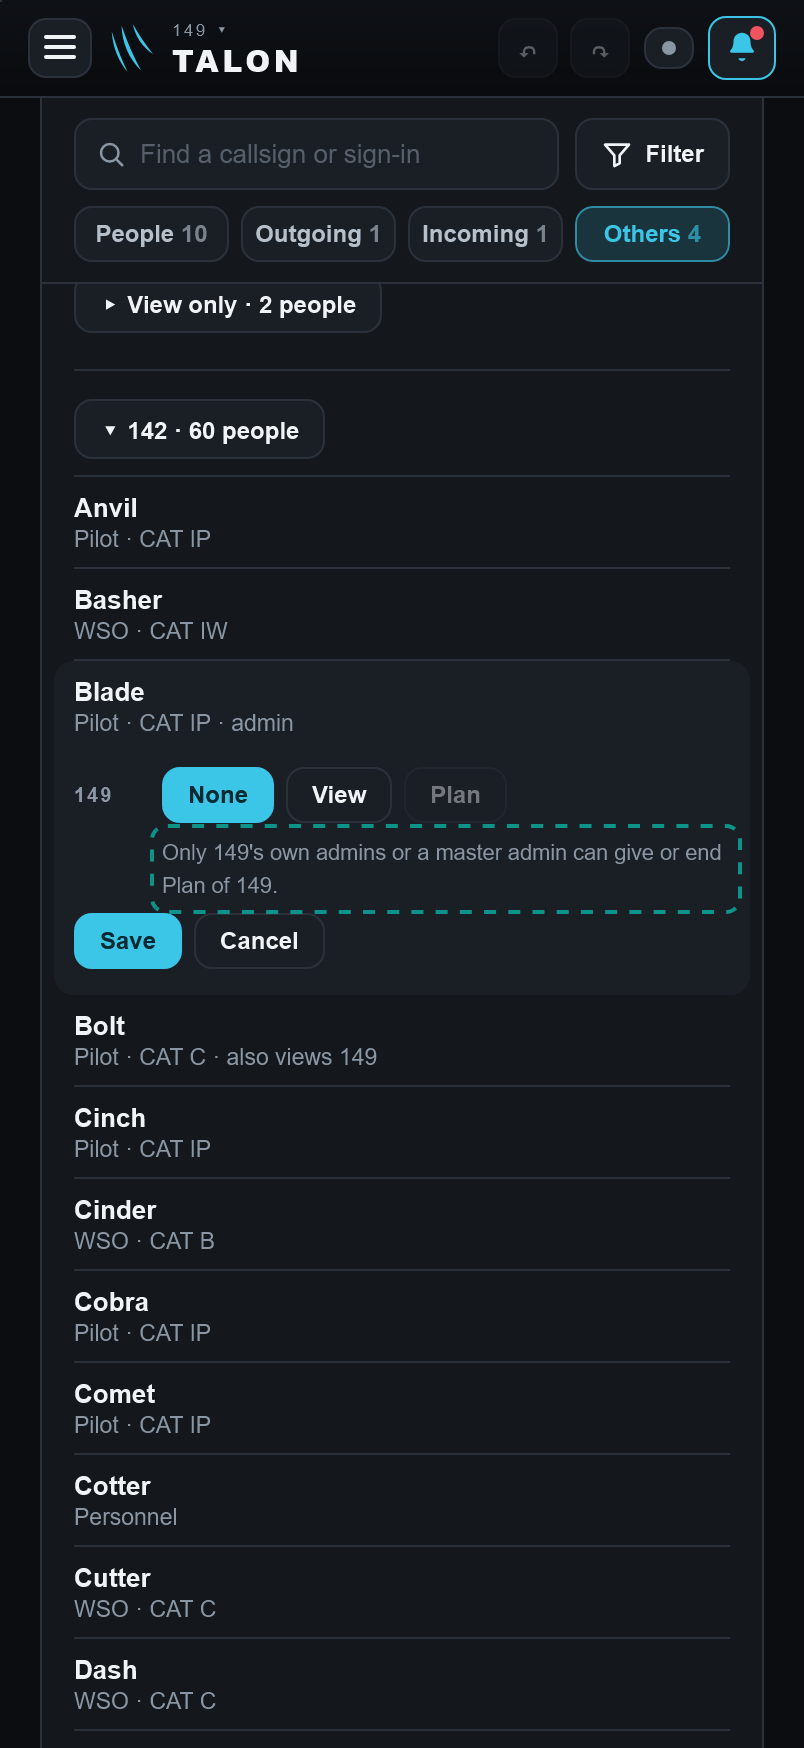 149 ▾
TALON
Find a callsign or sign-in
Filter
People 10
Outgoing 1
Incoming 1
Others 4
▸ View only · 2 people
▾ 142 · 60 people
Anvil
Pilot · CAT IP
Basher
WSO · CAT IW
Blade
Pilot · CAT IP · admin
149
None
View
Plan
Only 149's own admins or a master admin can give or end
Plan of 149.
Save
Cancel
Bolt
Pilot · CAT C · also views 149
Cinch
Pilot · CAT IP
Cinder
WSO · CAT B
Cobra
Pilot · CAT IP
Comet
Pilot · CAT IP
Cotter
Personnel
Cutter
WSO · CAT C
Dash
WSO · CAT C